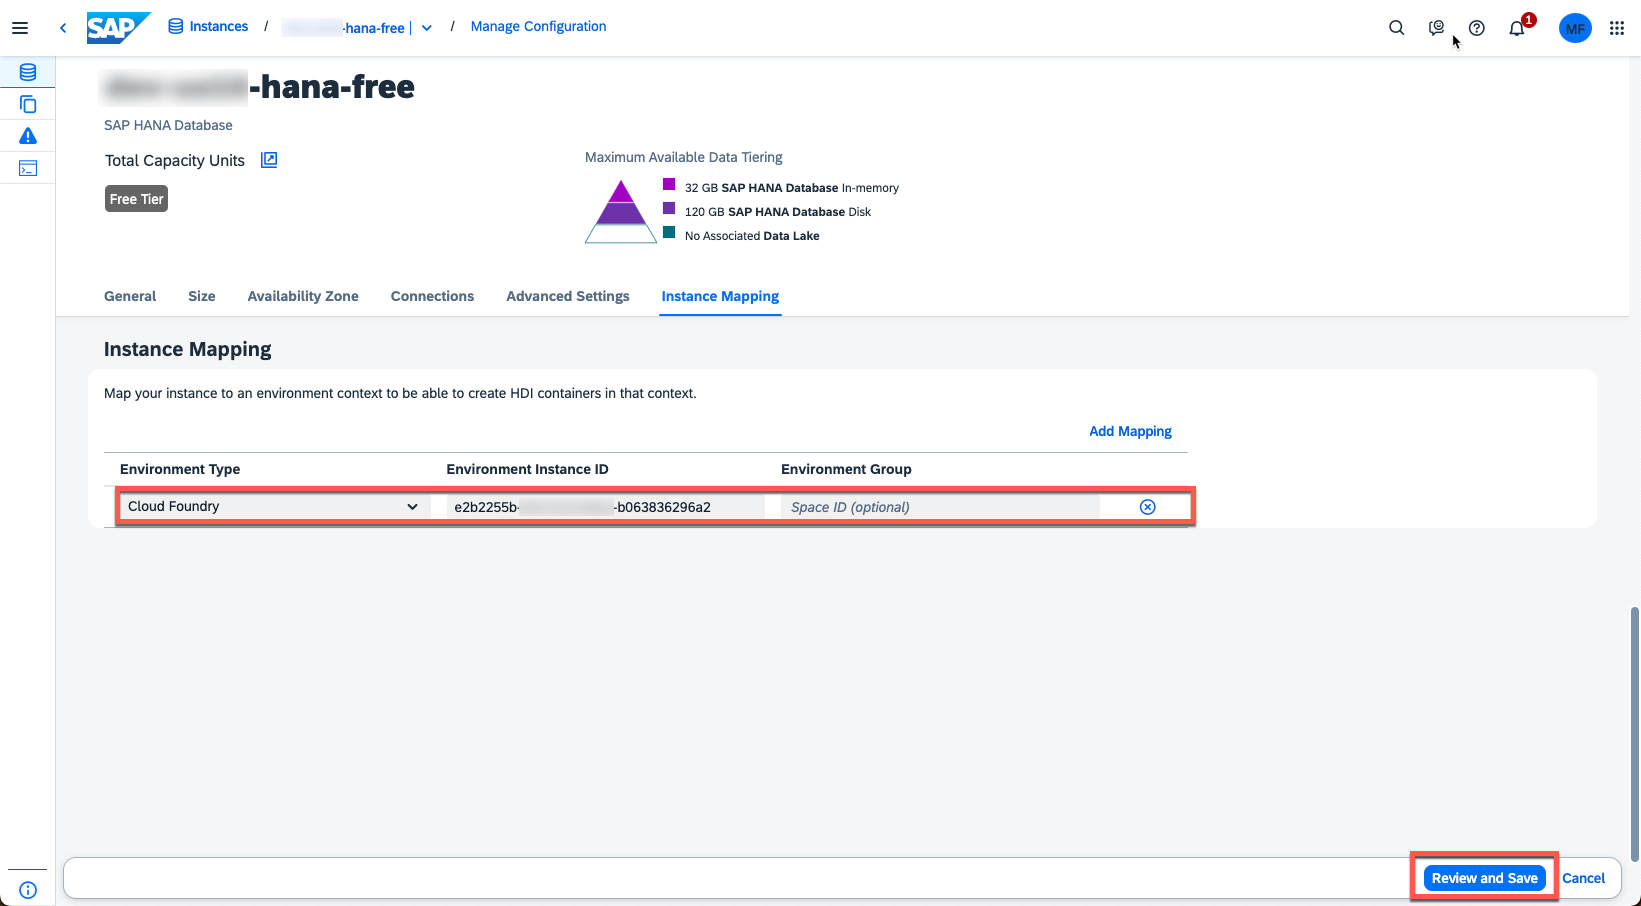 SAP Instances / -hana-free | / Manage Configuration 1 MF
-hana-free
SAP HANA Database
Total Capacity Units
Free Tier
Maximum Available Data Tiering
32 GB SAP HANA Database In-memory
120 GB SAP HANA Database Disk
No Associated Data Lake
General Size Availability Zone Connections Advanced Settings Instance Mapping
Instance Mapping
Map your instance to an environment context to be able to create HDI containers in that context.
Add Mapping
Environment Type Environment Instance ID Environment Group
Cloud Foundry e2b2255b- -b063836296a2 Space ID (optional)
Review and Save Cancel